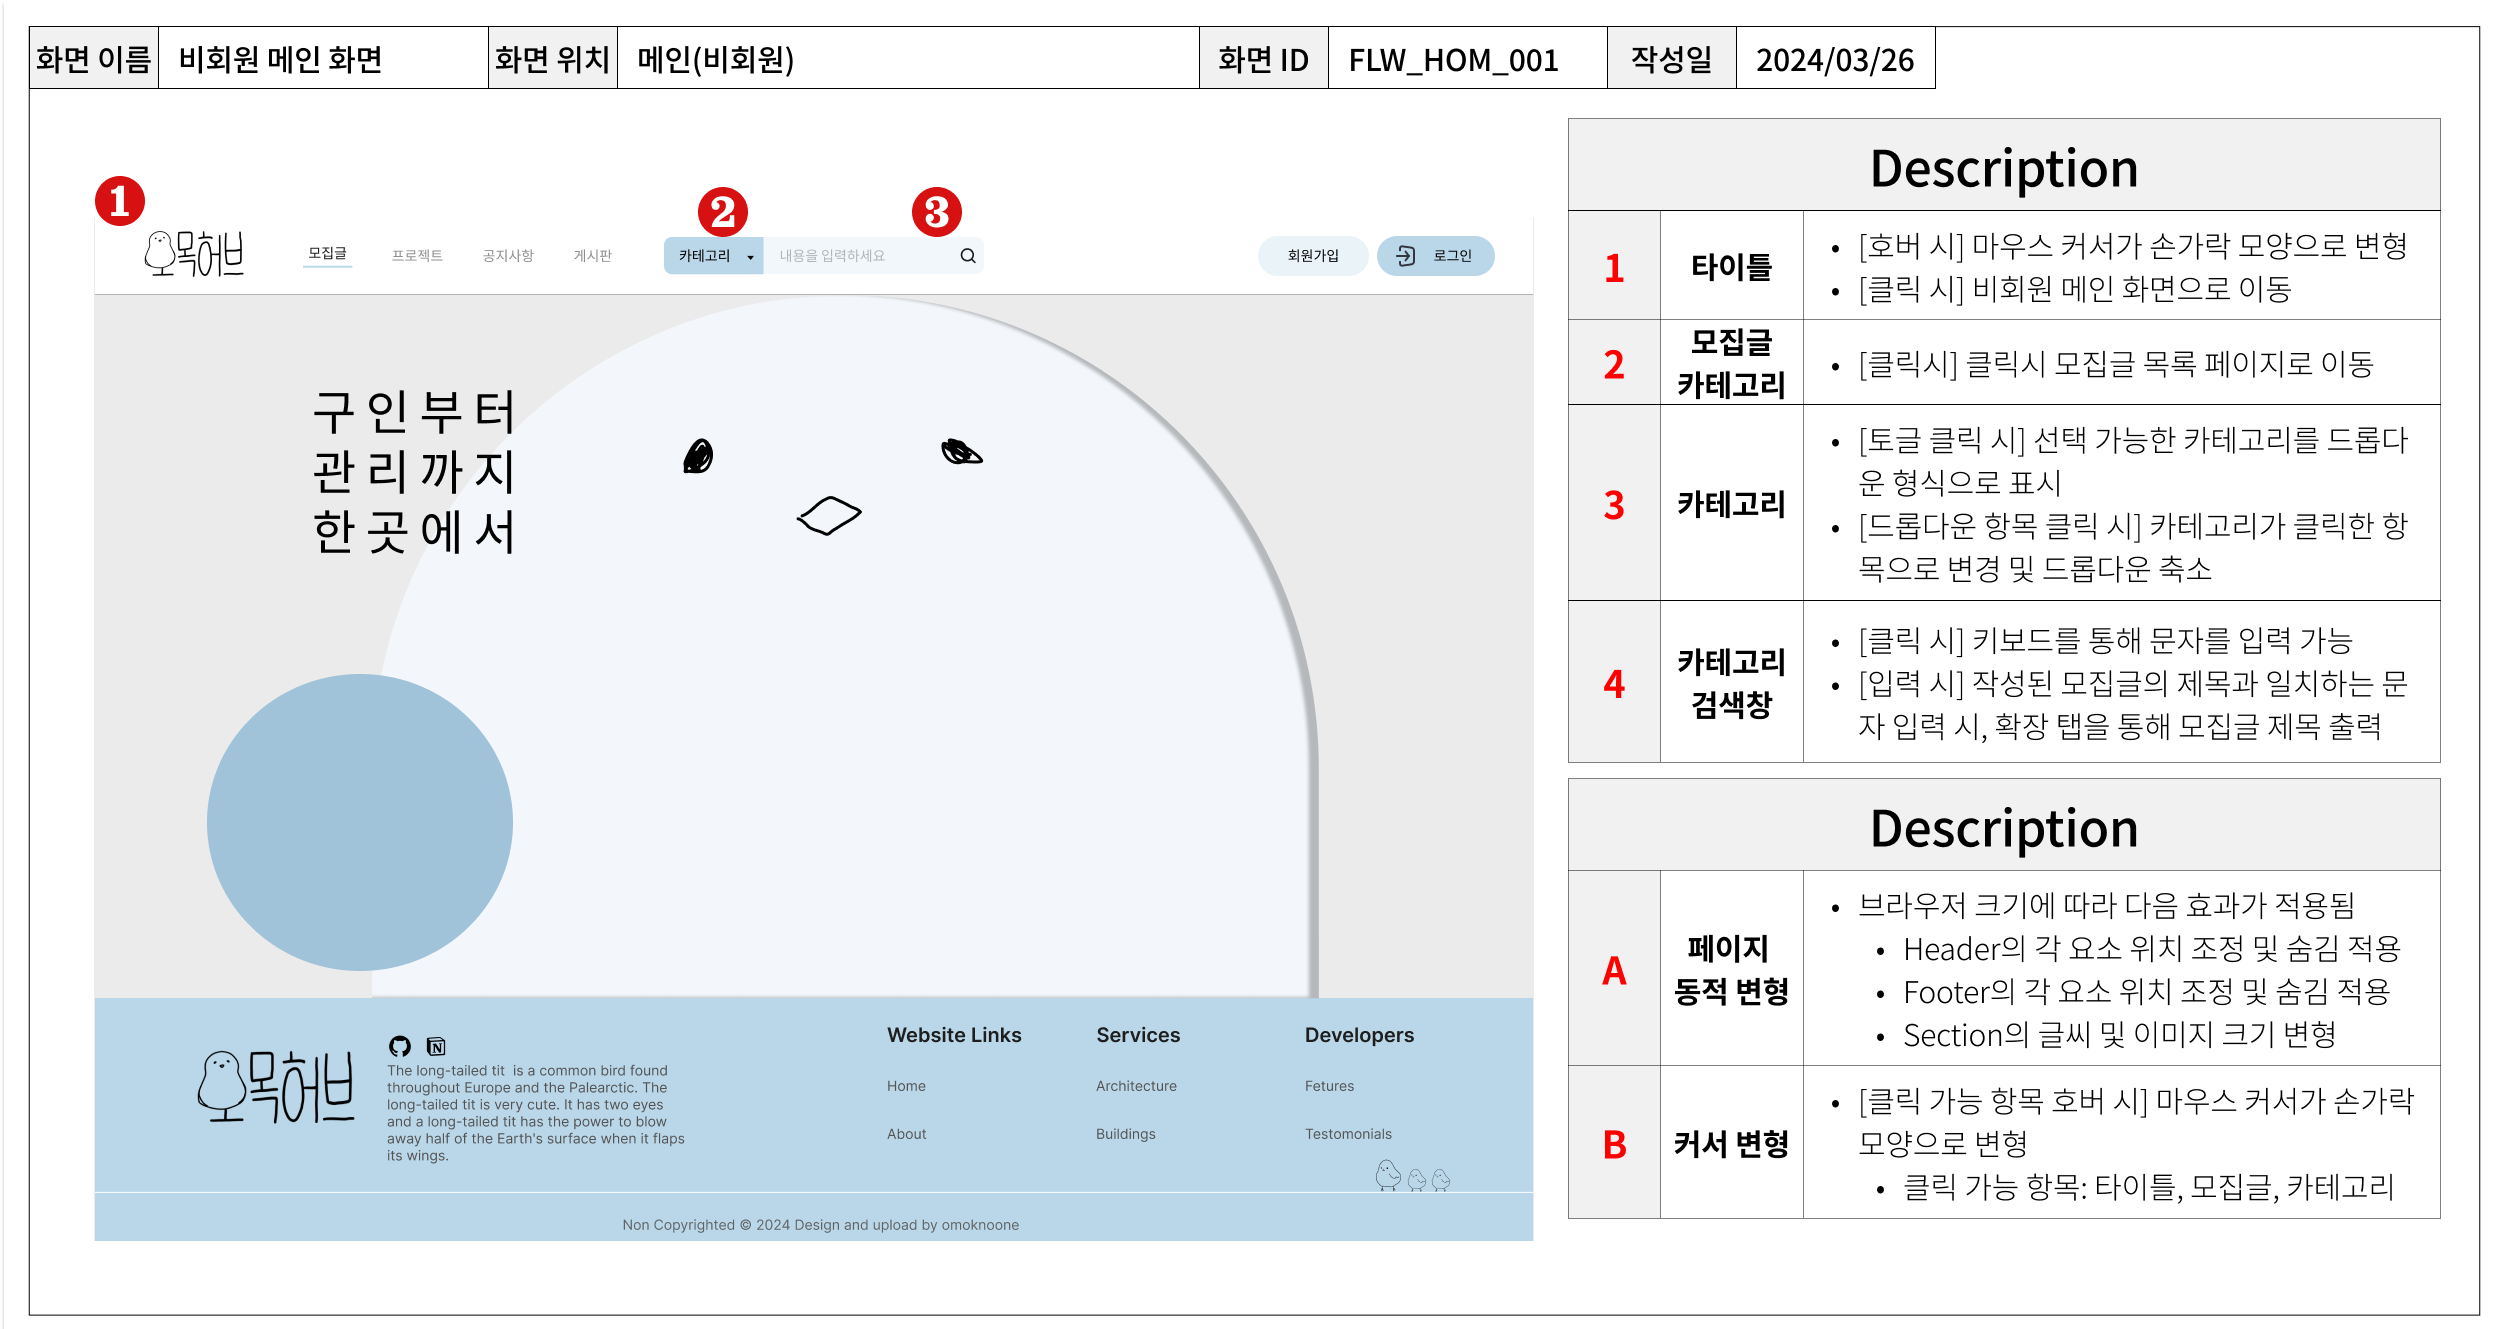 화면 이름 비회원 메인 화면 화면 위치 메인(비회원) 화면 ID FLW_HOM_001 작성일 2024/03/26
1
2
3
목허브
모집글 프로젝트 공지사항 게시판 카테고리 내용을 입력하세요 회원가입 로그인
구인부터
관리까지
한곳에서
목허브
The long-tailed tit is a common bird found
throughout Europe and the Palearctic. The
long-tailed tit is very cute. It has two eyes
and a long-tailed tit has the power to blow
away half of the Earth's surface when it flaps
its wings.
Website Links
Home
About
Services
Architecture
Buildings
Developers
Fetures
Testomonials
Non Copyrighted © 2024 Design and upload by omoknoone
Description
1
타이틀
• [호버 시] 마우스 커서가 손가락 모양으로 변형
• [클릭 시] 비회원 메인 화면으로 이동
2
모집글
카테고리
• [클릭시] 클릭시 모집글 목록 페이지로 이동
3
카테고리
• [토글 클릭 시] 선택 가능한 카테고리를 드롭다
운 형식으로 표시
• [드롭다운 항목 클릭 시] 카테고리가 클릭한 항
목으로 변경 및 드롭다운 축소
4
카테고리
검색창
• [클릭 시] 키보드를 통해 문자를 입력 가능
• [입력 시] 작성된 모집글의 제목과 일치하는 문
자 입력 시, 확장 탭을 통해 모집글 제목 출력
Description
A
페이지
동적 변형
• 브라우저 크기에 따라 다음 효과가 적용됨
• Header의 각 요소 위치 조정 및 숨김 적용
• Footer의 각 요소 위치 조정 및 숨김 적용
• Section의 글씨 및 이미지 크기 변형
B
커서 변형
• [클릭 가능 항목 호버 시] 마우스 커서가 손가락
모양으로 변형
• 클릭 가능 항목: 타이틀, 모집글, 카테고리